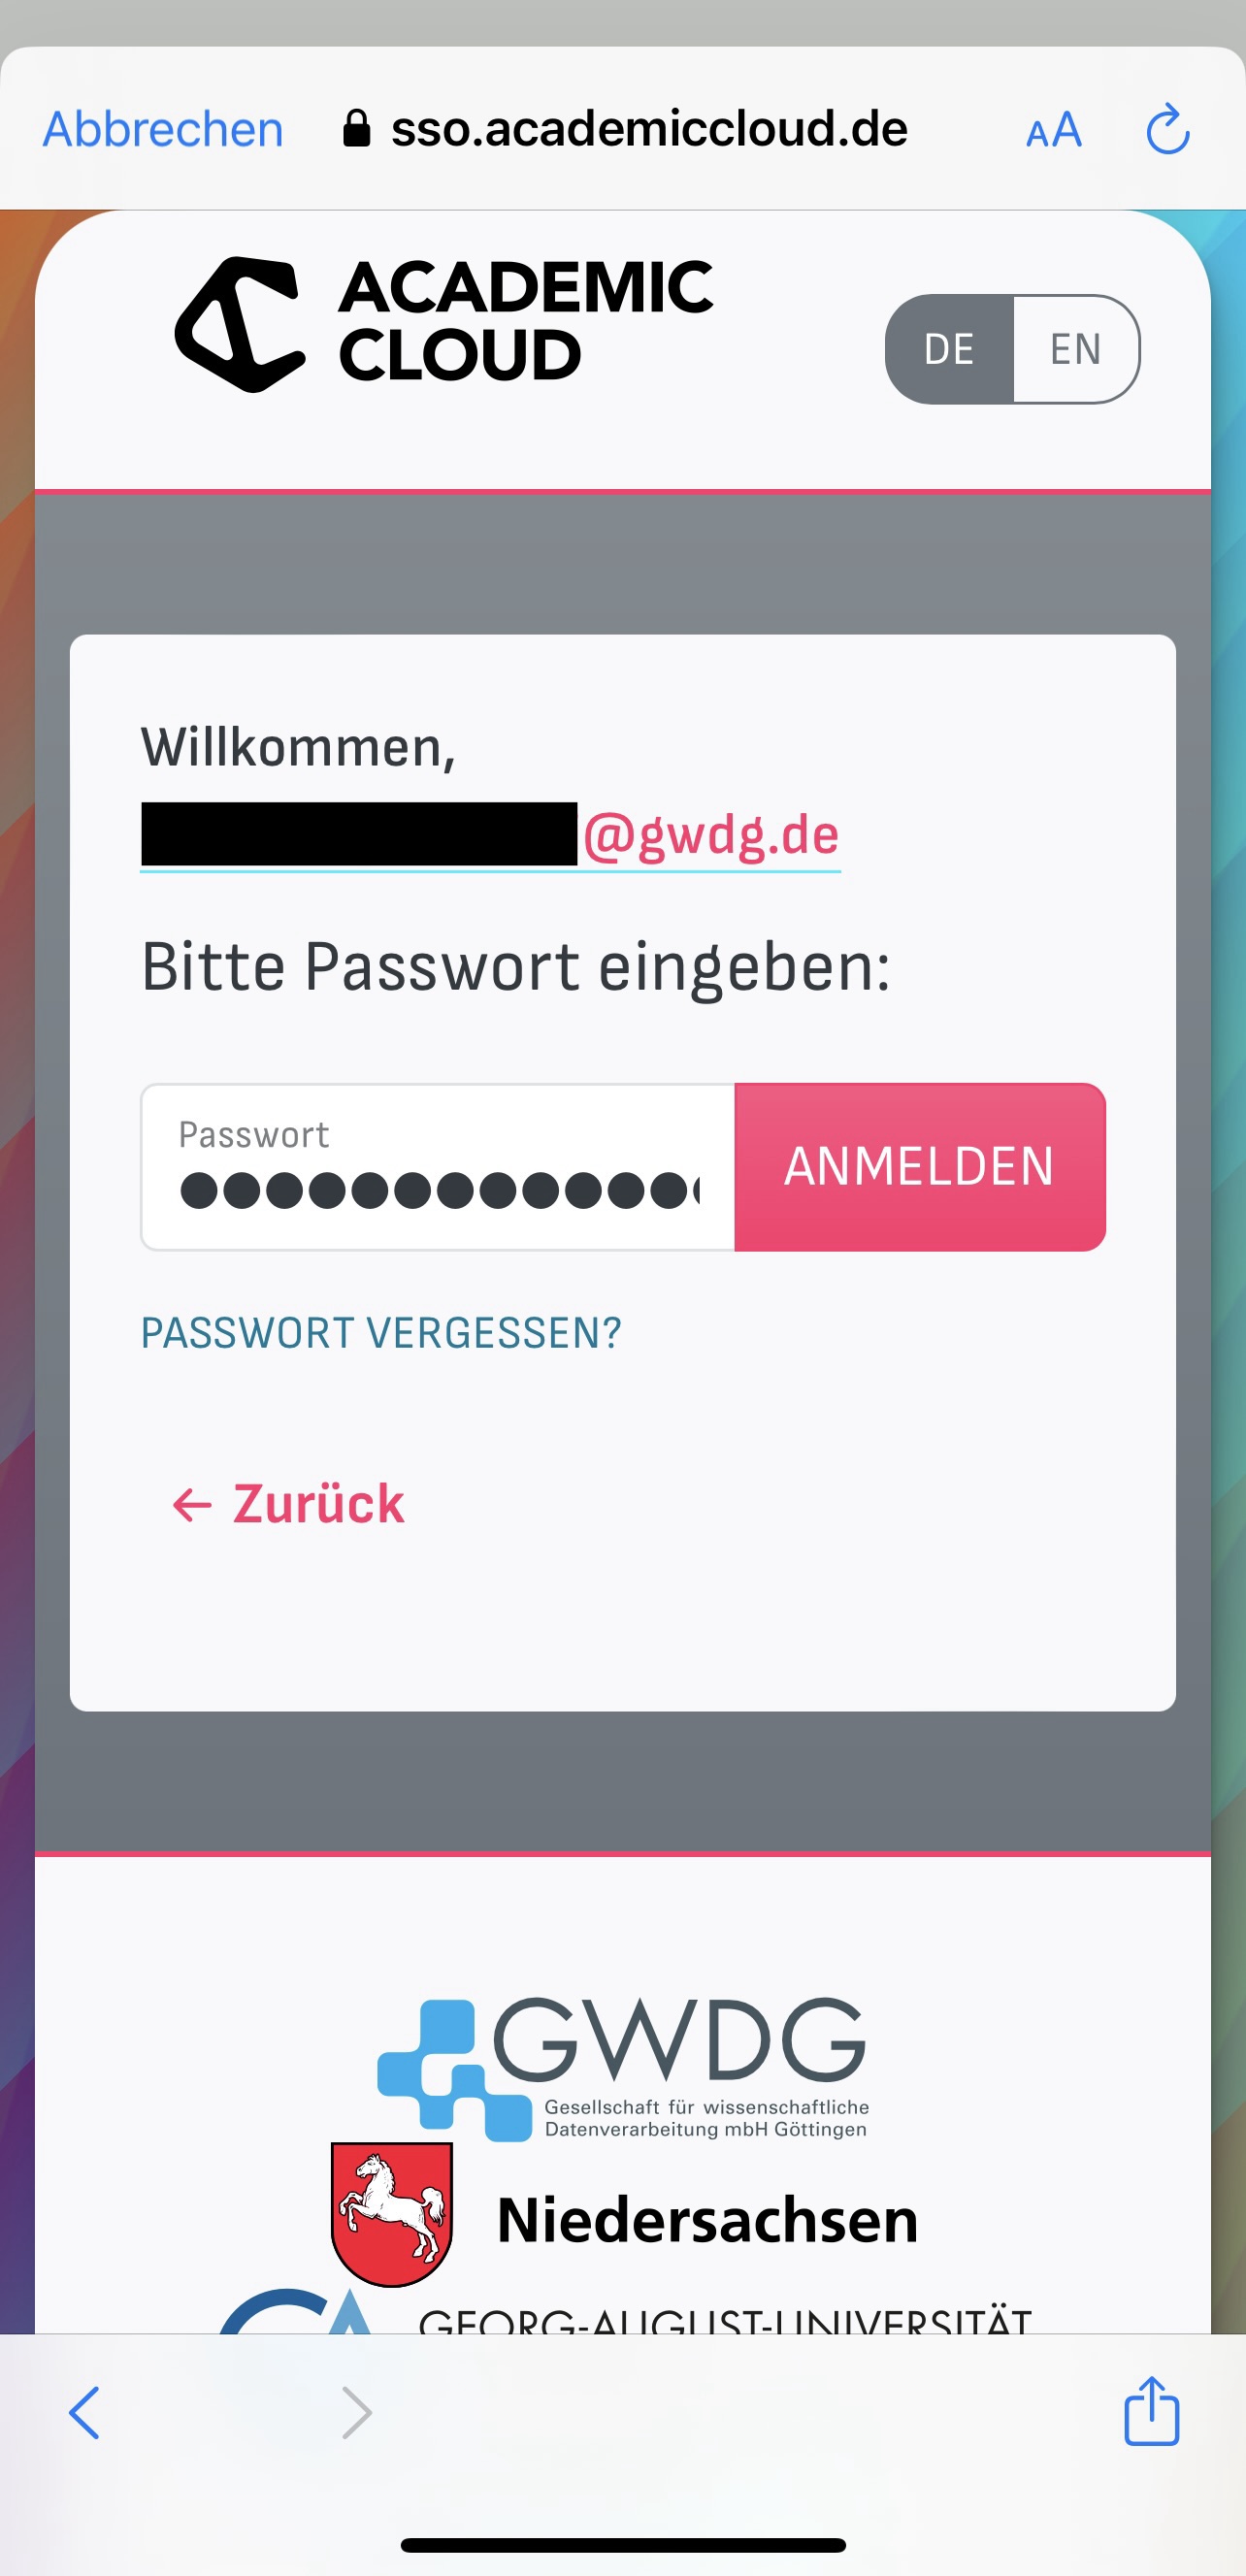 Abbrechen sso.academiccloud.de AA
ACADEMIC
CLOUD
DE EN
Willkommen,
@gwdg.de
Bitte Passwort eingeben:
Passwort
ANMELDEN
PASSWORT VERGESSEN?
← Zurück
GWDG
Gesellschaft für wissenschaftliche
Datenverarbeitung mbH Göttingen
Niedersachsen
GEORG-AUGUST-UNIVERSITÄT